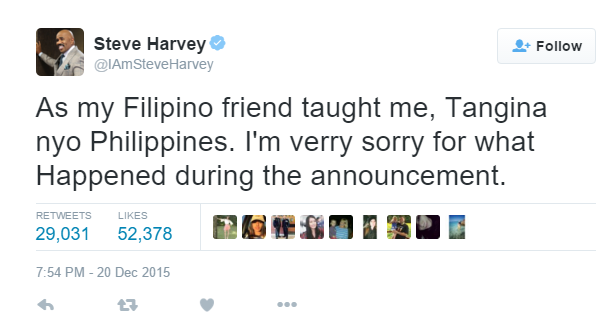 Steve Harvey
@IAmSteveHarvey
Follow
As my Filipino friend taught me, Tangina
nyo Philippines. I'm verry sorry for what
Happened during the announcement.
RETWEETS
29,031
LIKES
52,378
7:54 PM - 20 Dec 2015